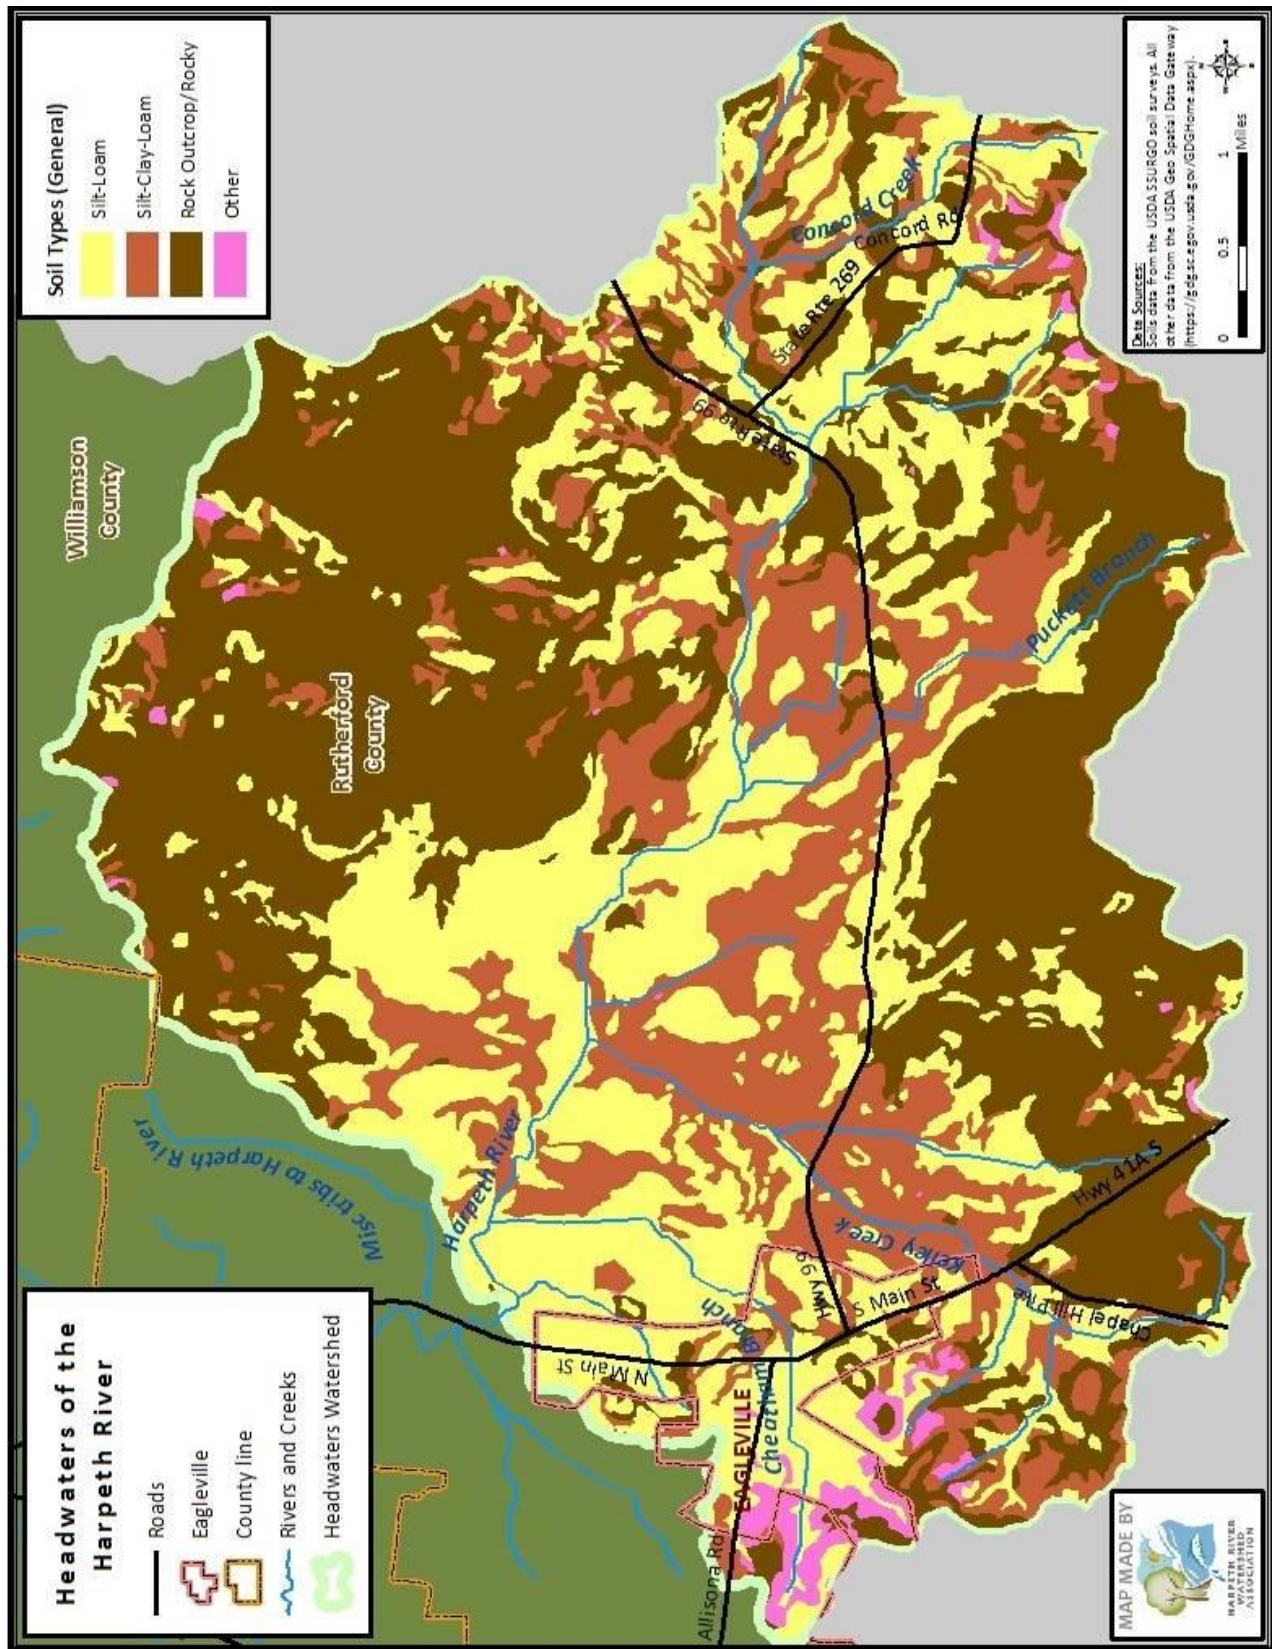 Headwaters of the
Harpeth River
Roads
Eagleville
County line
Rivers and Creeks
Headwaters Watershed
Soil Types (General)
Silt-Loam
Silt-Clay-Loam
Rock Outcrop/Rocky
Other
Williamson
County
Rutherford
County
Misc tribs to Harpeth River
Harpeth River
N Main St
EAGLEVILLE
Cheatham Branch
Allisona Rd
Hwy 99
S Main St
Kelley Creek
Chapel Hill Pike
Hwy 41A-S
Puckett Branch
State Rte 99
State Rte 269
Concord Rd
Concord Creek
MAP MADE BY
HARPETH RIVER
WATERSHED
ASSOCIATION
Data Sources:
Soils data from the USDA SSURGO soil surveys. All
other data from the USDA Geo Spatial Data Gateway
(https://gdg.sc.egov.usda.gov/GDGHome.aspx).
0 0.5 1
Miles